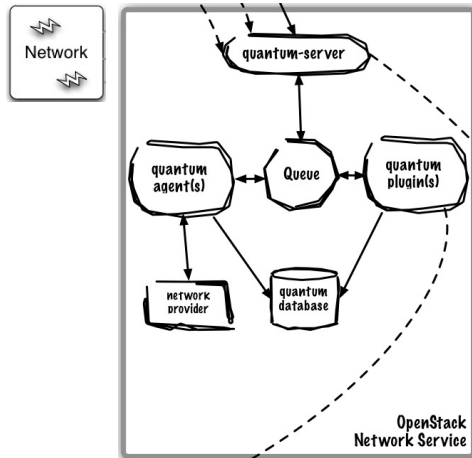 Network
quantum-server
quantum
agent(s)
Queue
quantum
plugin(s)
network
provider
quantum
database
OpenStack
Network Service